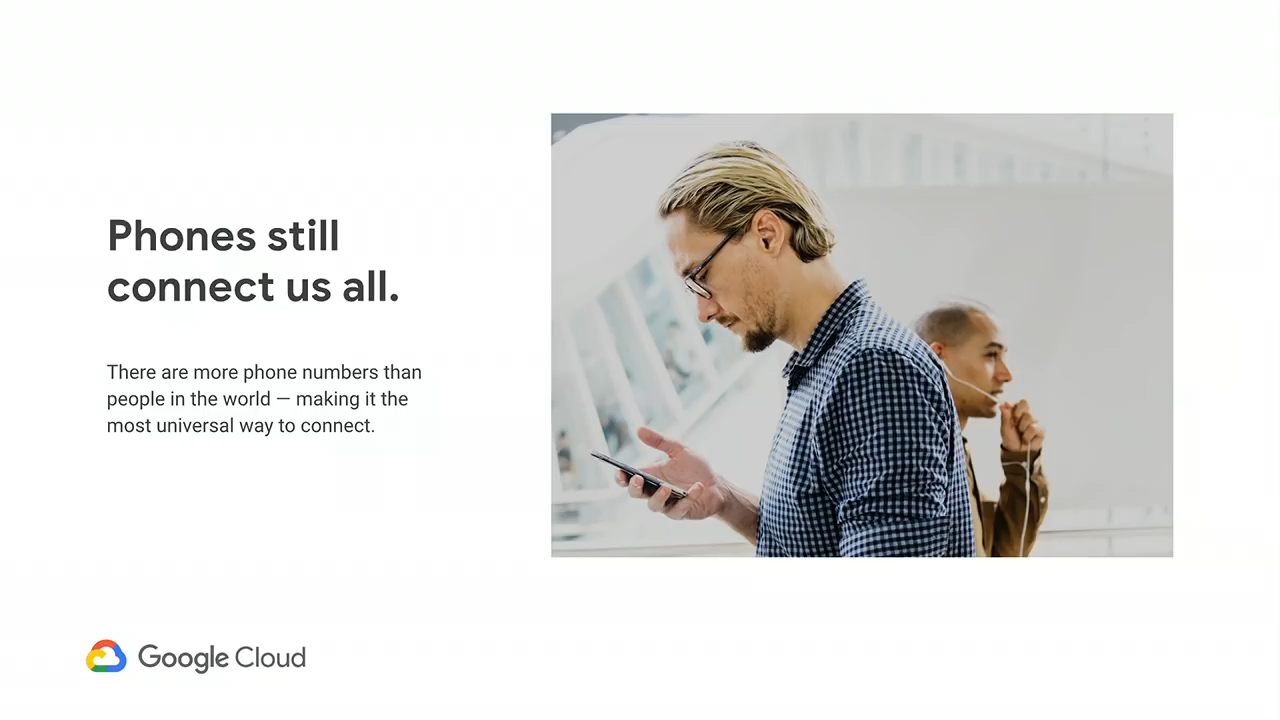 Phones still
connect us all.
There are more phone numbers than
people in the world — making it the
most universal way to connect.
Google Cloud